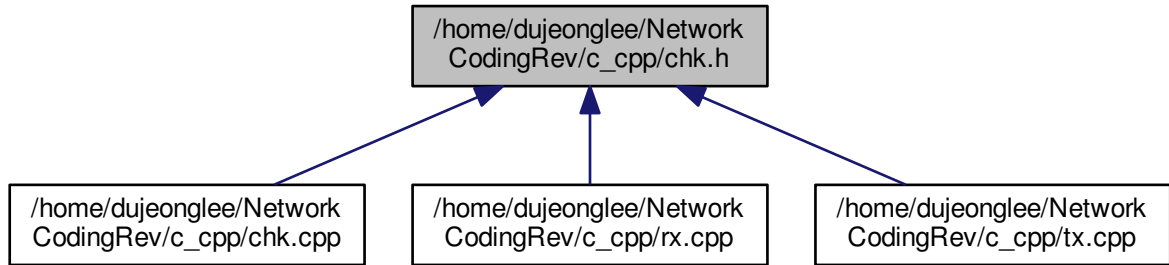 /home/dujeonglee/Network
CodingRev/c_cpp/chk.h
/home/dujeonglee/Network
CodingRev/c_cpp/chk.cpp
/home/dujeonglee/Network
CodingRev/c_cpp/rx.cpp
/home/dujeonglee/Network
CodingRev/c_cpp/tx.cpp